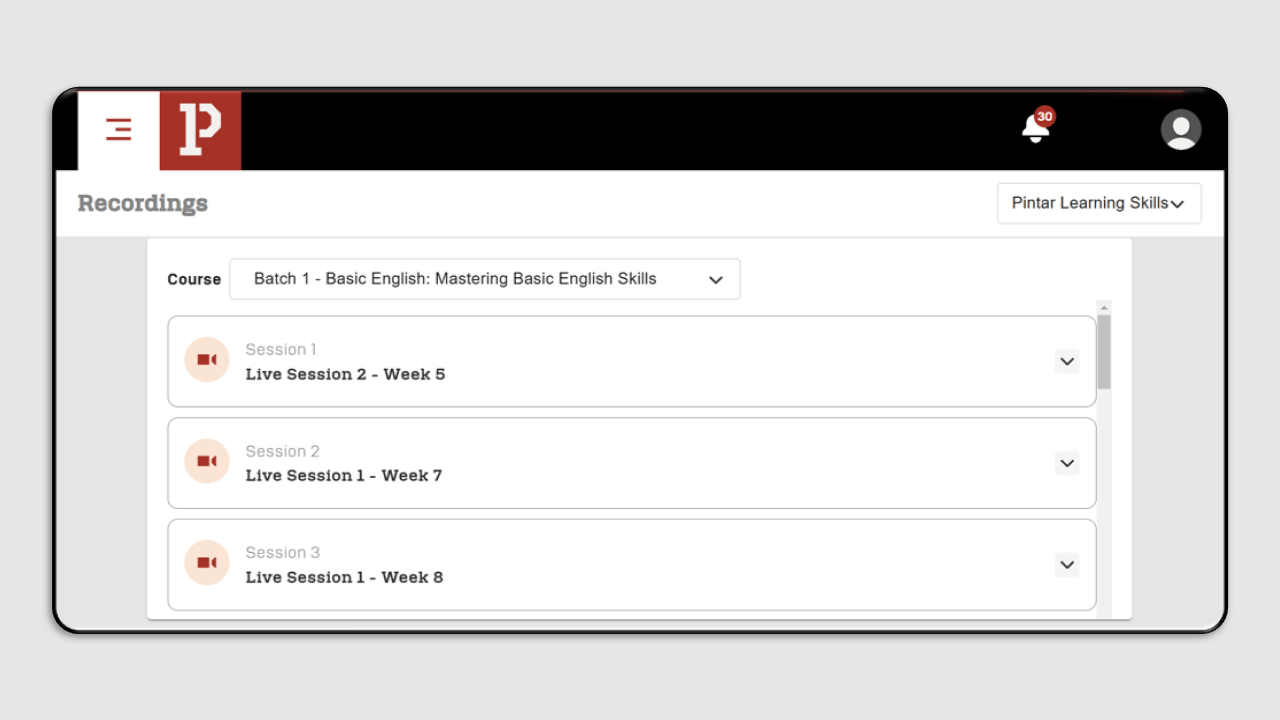 P
30
Recordings
Pintar Learning Skills
Course
Batch 1 - Basic English: Mastering Basic English Skills
Session 1
Live Session 2 - Week 5
Session 2
Live Session 1 - Week 7
Session 3
Live Session 1 - Week 8